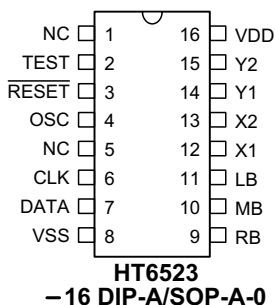 NC 1 16 VDD
TEST 2 15 Y2
RESET 3 14 Y1
OSC 4 13 X2
NC 5 12 X1
CLK 6 11 LB
DATA 7 10 MB
VSS 8 9 RB
HT6523
–16 DIP-A/SOP-A-0